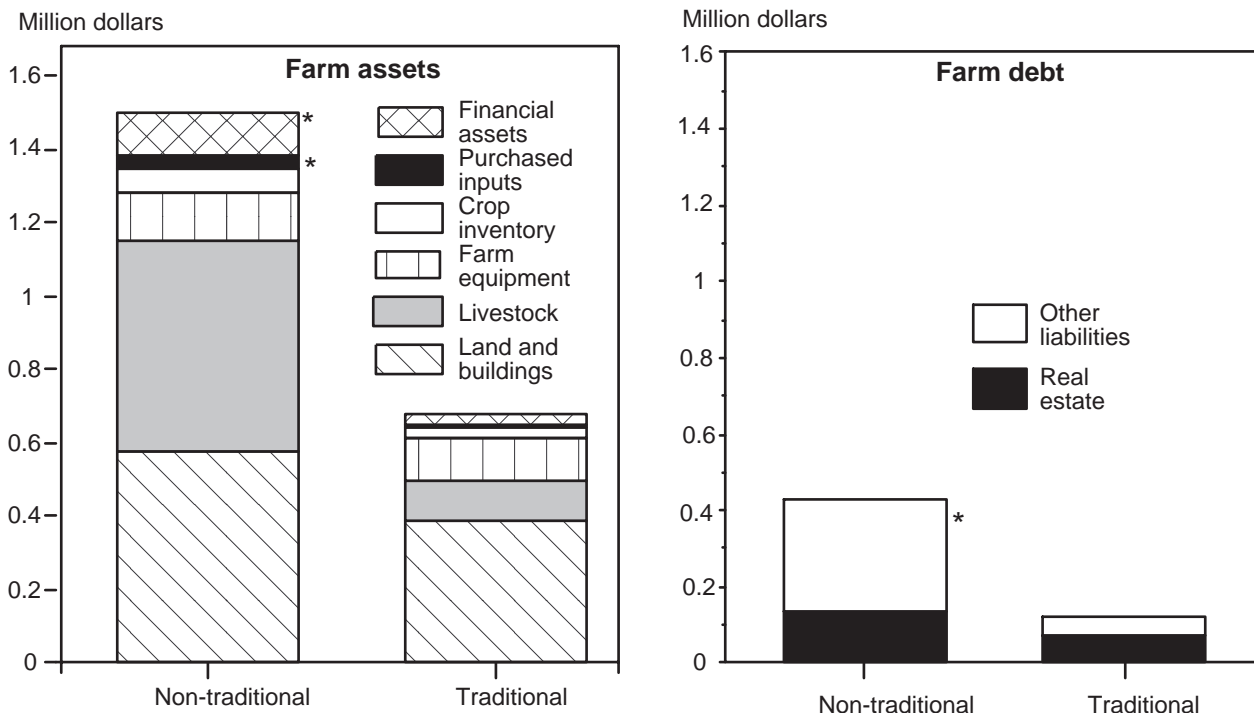 Million dollars
Farm assets
1.6
1.4
1.2
1
0.8
0.6
0.4
0.2
0
*
*
Financial
assets
Purchased
inputs
Crop
inventory
Farm
equipment
Livestock
Land and
buildings
Non-traditional
Traditional
Million dollars
Farm debt
1.6
1.4
1.2
1
0.8
0.6
0.4
0.2
0
*
Other
liabilities
Real
estate
Non-traditional
Traditional